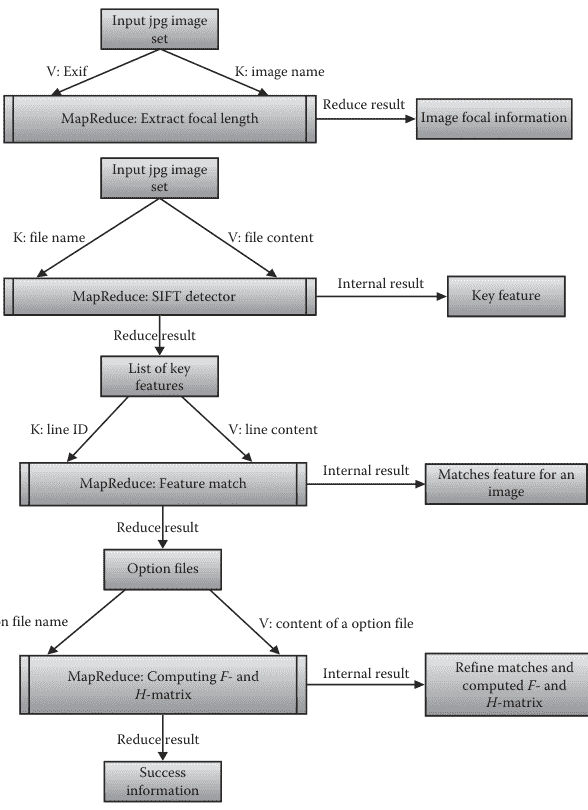 Input jpg image
set
V: Exif
K: image name
MapReduce: Extract focal length
Reduce result
Image focal information
Input jpg image
set
K: file name
V: file content
MapReduce: SIFT detector
Internal result
Key feature
Reduce result
List of key
features
K: line ID
V: line content
MapReduce: Feature match
Internal result
Matches feature for an
image
Reduce result
Option files
file name
V: content of a option file
MapReduce: Computing F- and
H-matrix
Internal result
Refine matches and
computed F- and
H-matrix
Reduce result
Success
information